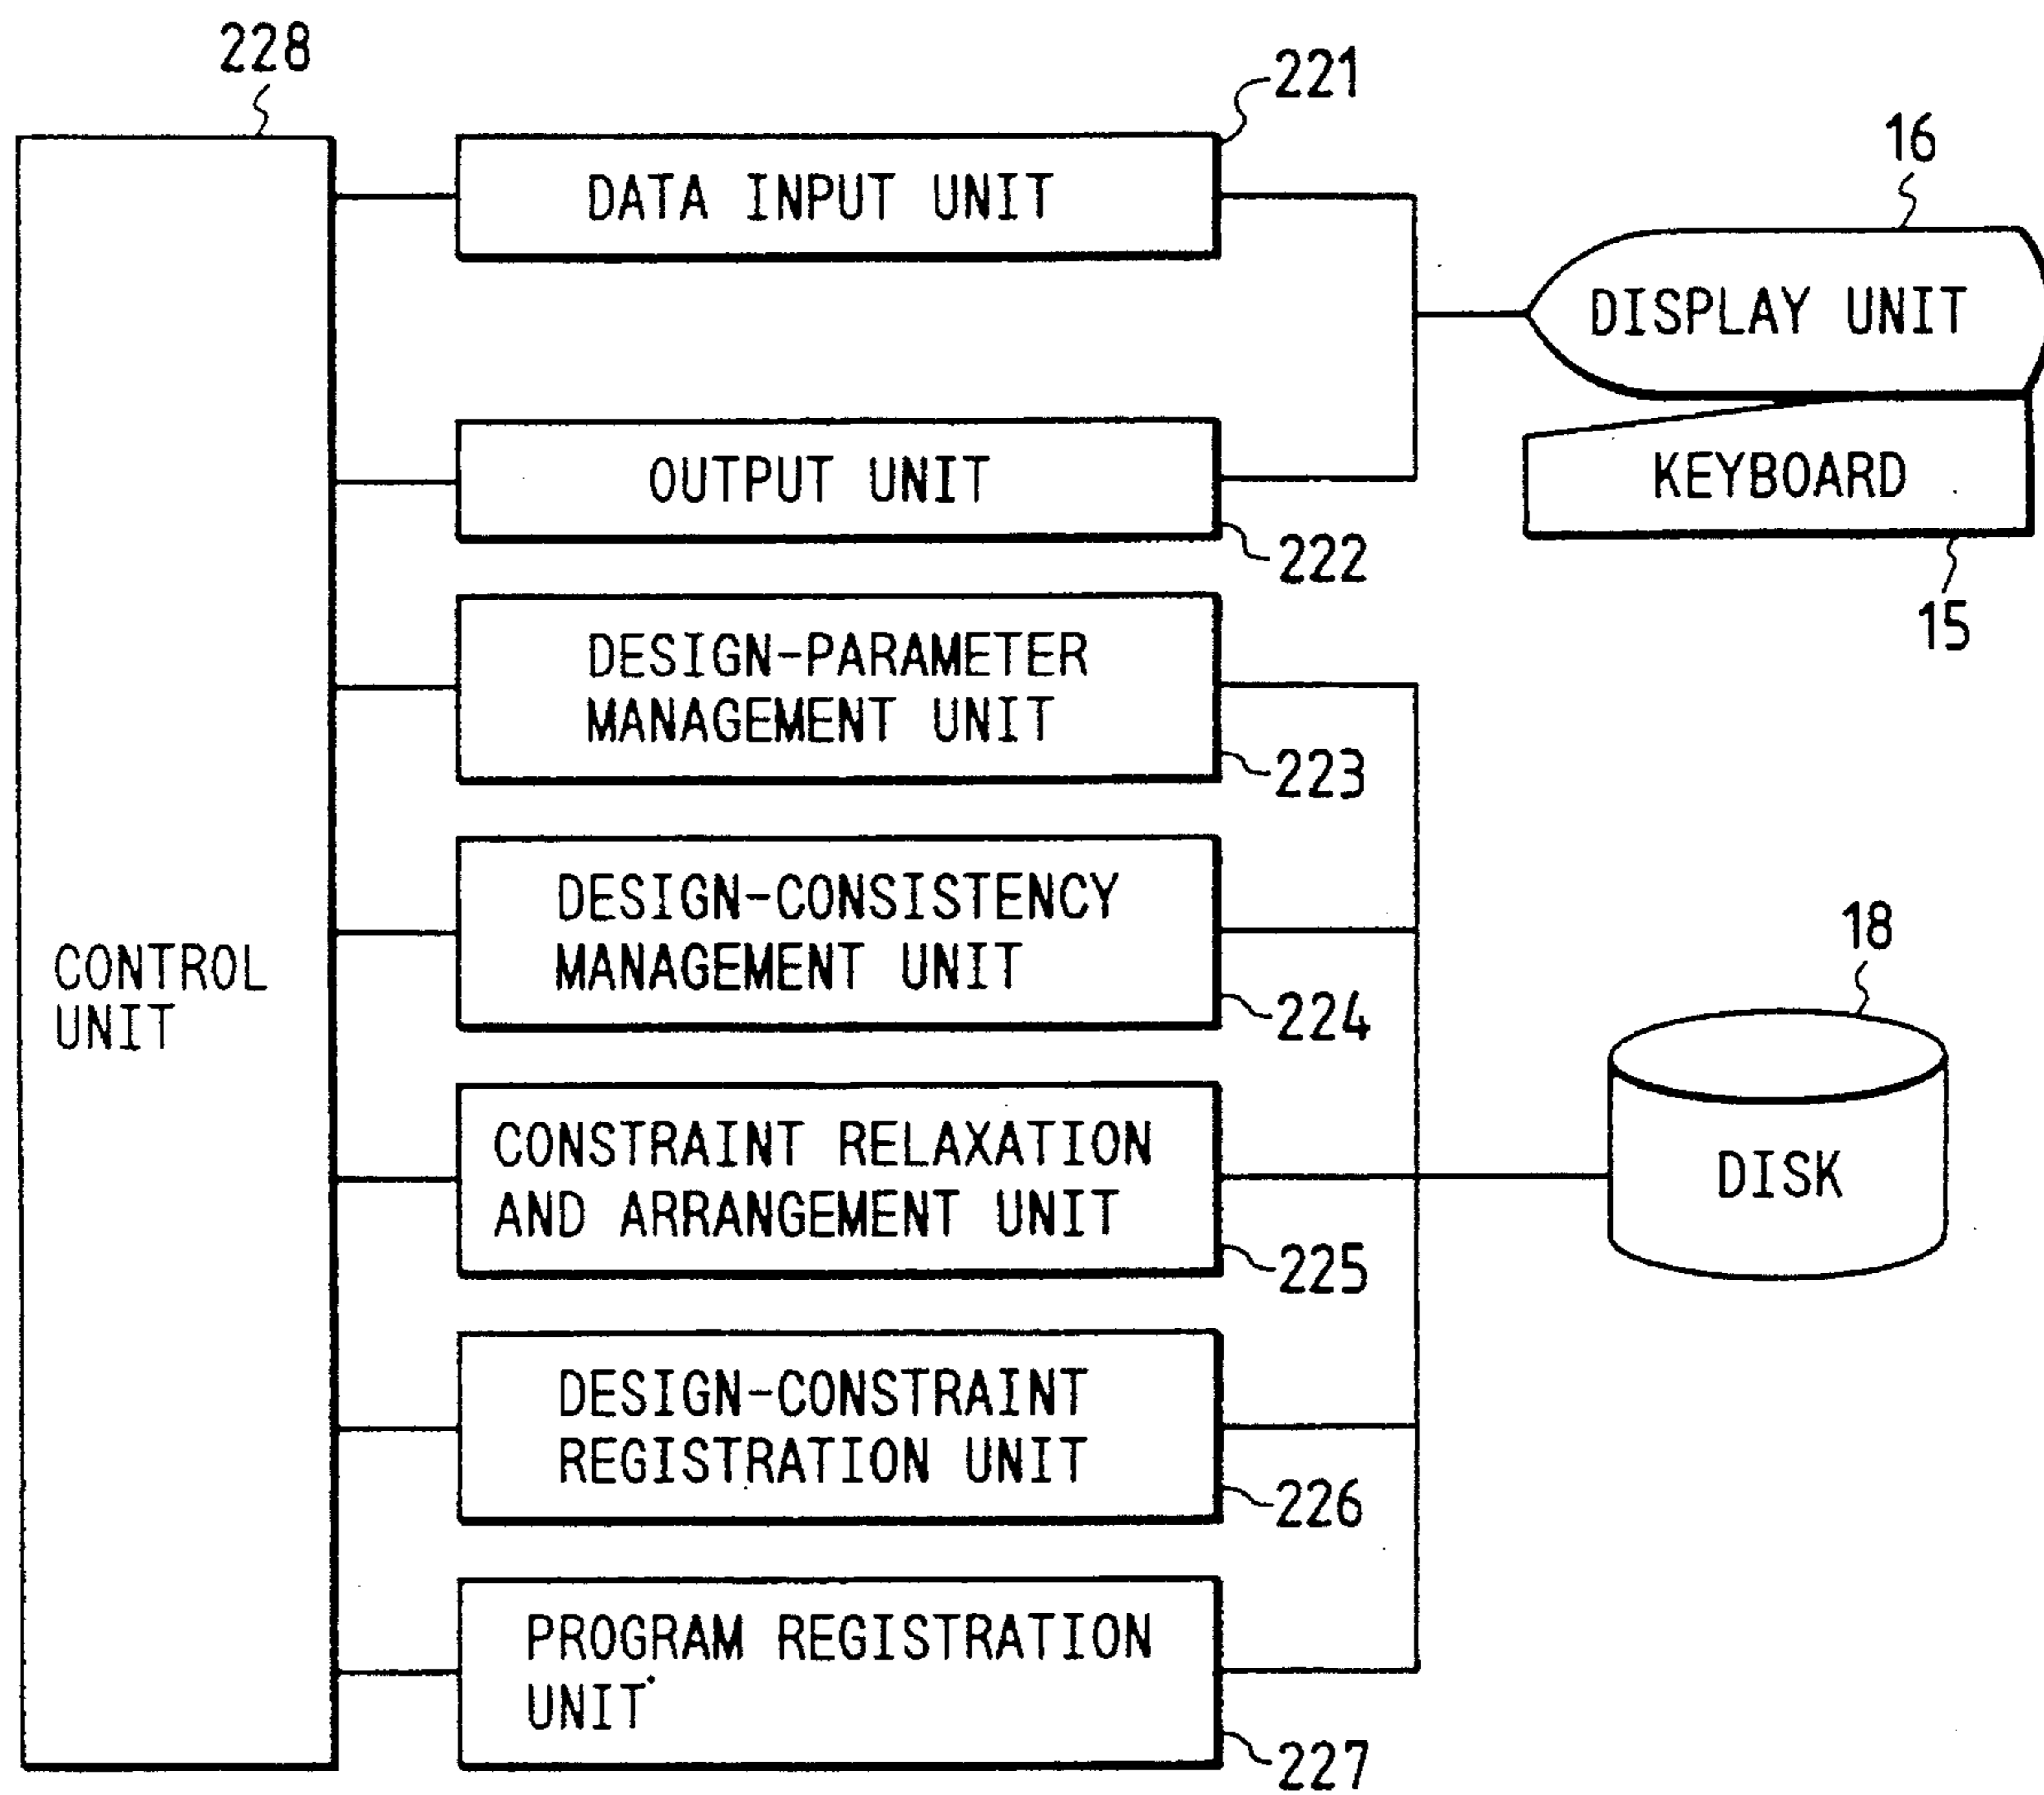 228
221
DATA INPUT UNIT
16
DISPLAY UNIT
OUTPUT UNIT
222
KEYBOARD
15
DESIGN-PARAMETER
MANAGEMENT UNIT
223
DESIGN-CONSISTENCY
MANAGEMENT UNIT
224
CONTROL
UNIT
18
DISK
CONSTRAINT RELAXATION
AND ARRANGEMENT UNIT
225
DESIGN-CONSTRAINT
REGISTRATION UNIT
226
PROGRAM REGISTRATION
UNIT
227